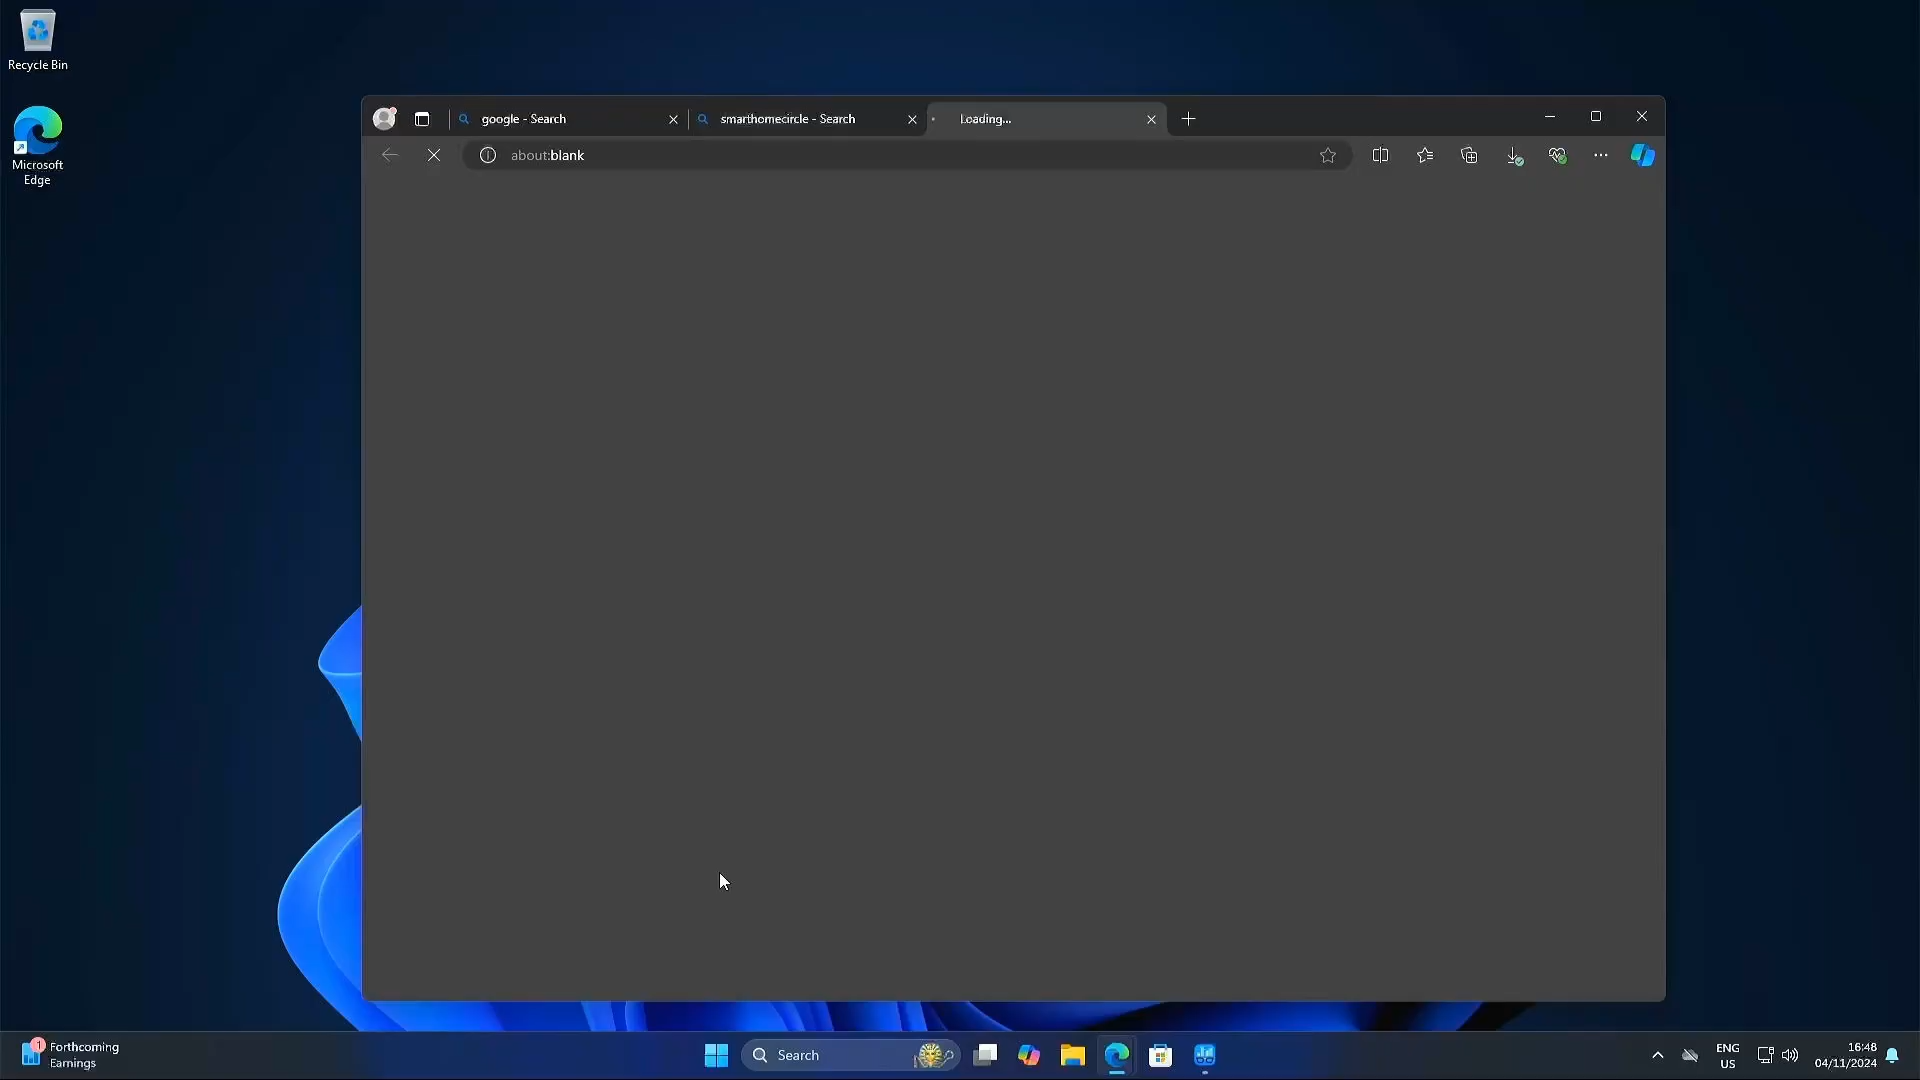 Recycle Bin
Microsoft
Edge
google - Search
smarthomecircle - Search
Loading...
about:blank
1
Forthcoming
Earnings
Search
ENG
US
16:48
04/11/2024